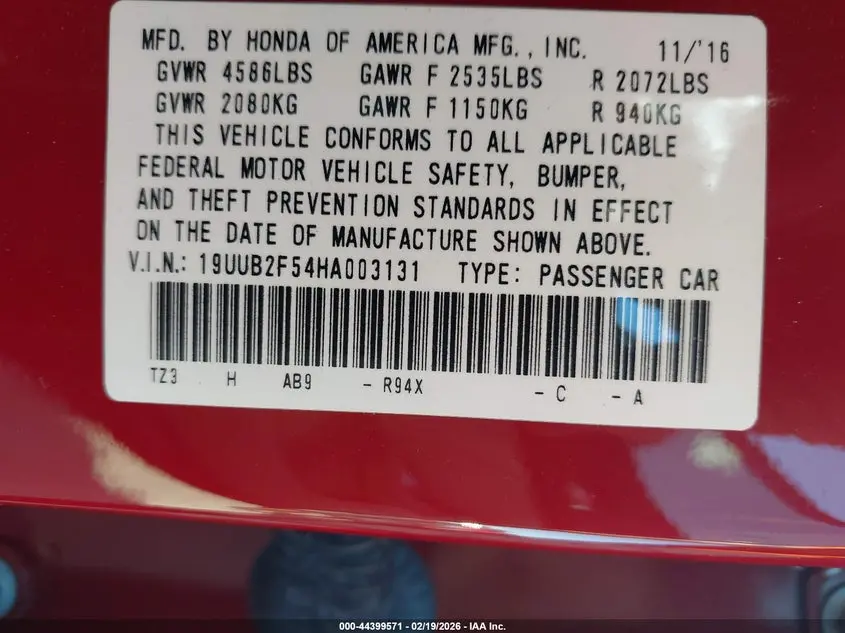 MFD. BY HONDA OF AMERICA MFG., INC. 11/'16
GVWR 4586LBS GAWR F 2535LBS R 2072LBS
GVWR 2080KG GAWR F 1150KG R 940KG
THIS VEHICLE CONFORMS TO ALL APPLICABLE
FEDERAL MOTOR VEHICLE SAFETY, BUMPER,
AND THEFT PREVENTION STANDARDS IN EFFECT
ON THE DATE OF MANUFACTURE SHOWN ABOVE.
V.I.N.: 19UUB2F54HA003131 TYPE: PASSENGER CAR
TZ3 H AB9 - R94X - C - A
000-44399571 - 02/19/2026 - IAA Inc.